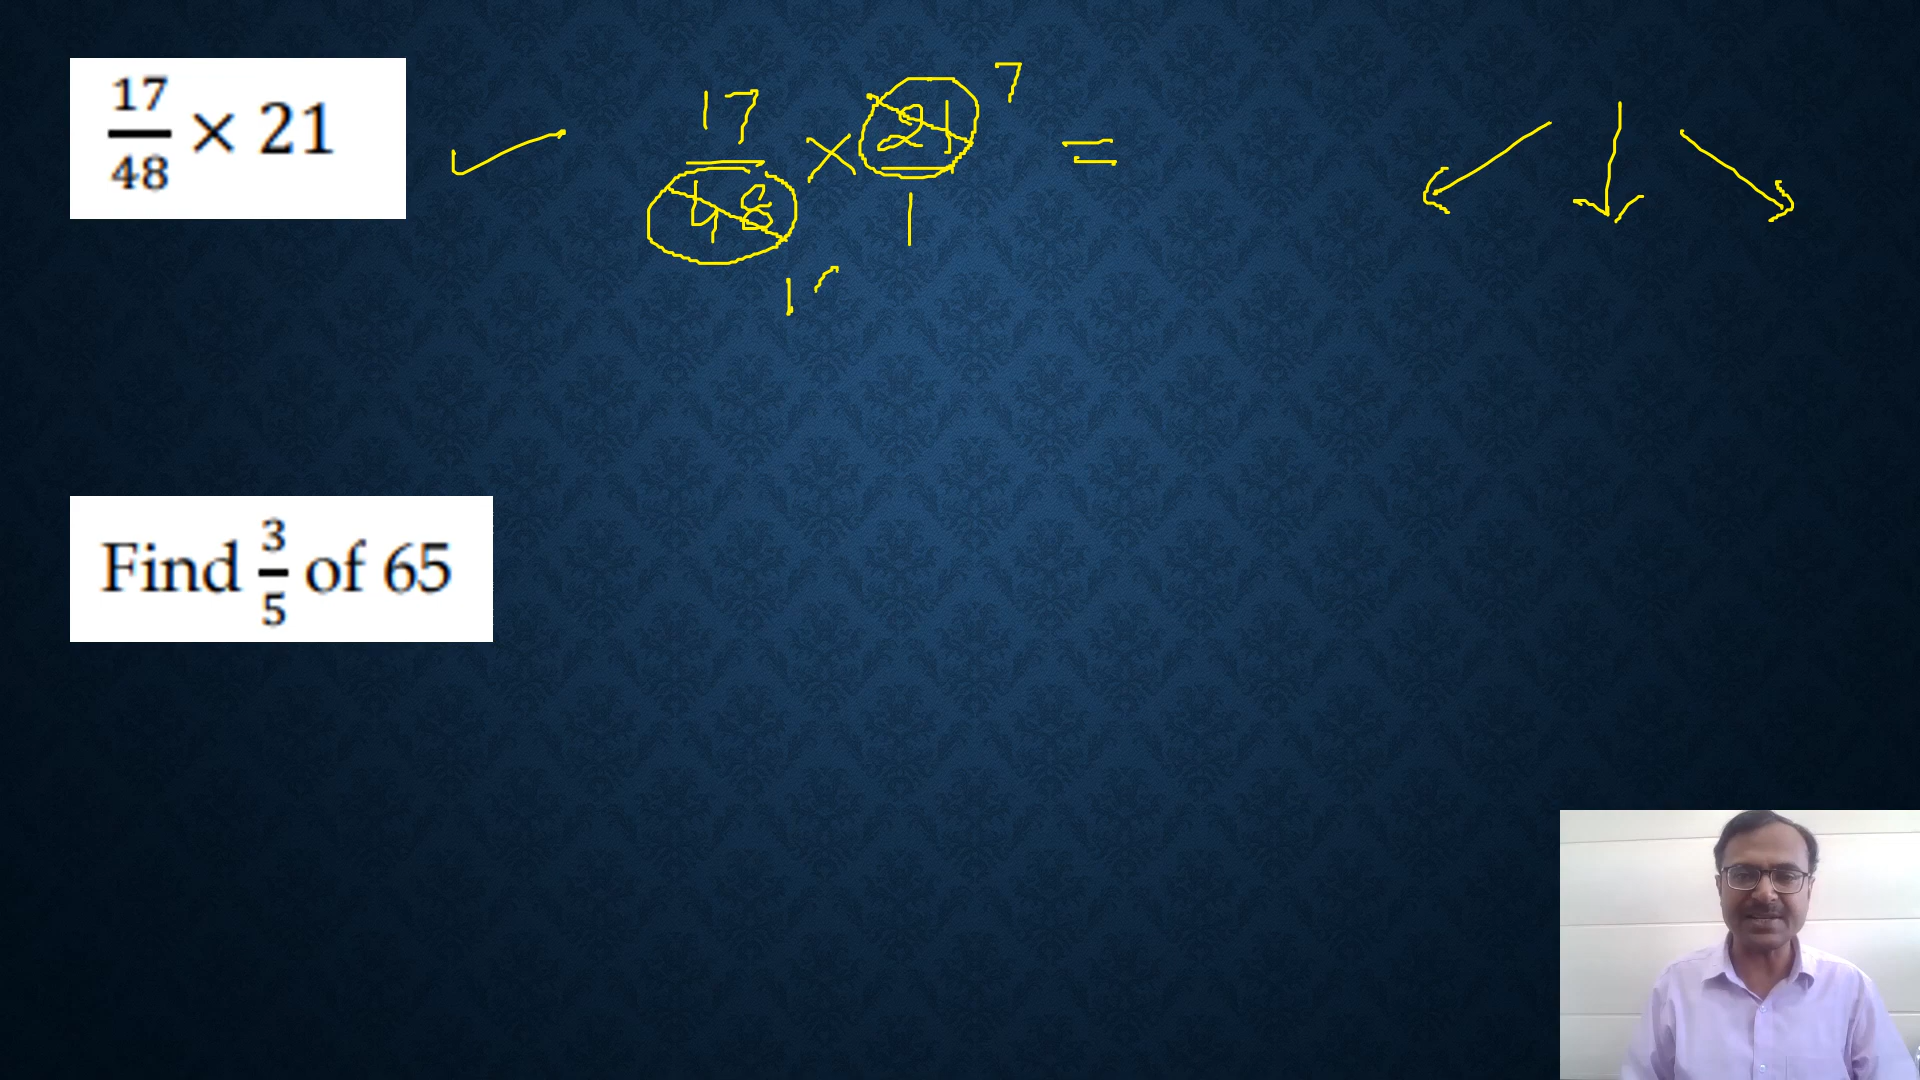 17/48 × 21
17/48 × 21/1 =
7
1
Find 3/5 of 65